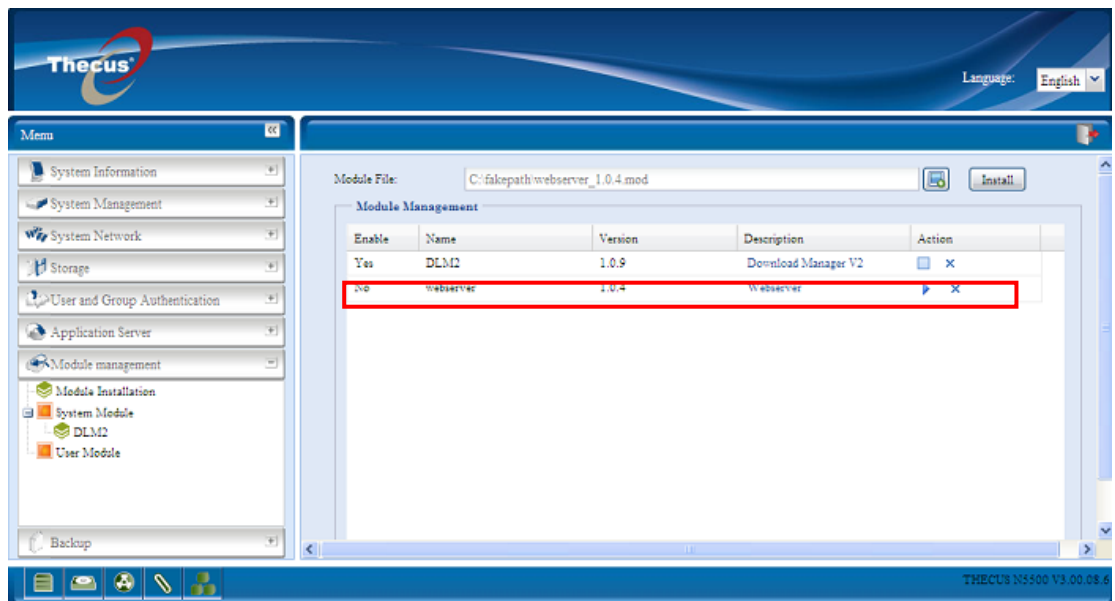 Thecus
Language: English
Menu
System Information
System Management
System Network
Storage
User and Group Authentication
Application Server
Module management
Module Installation
System Module
DLM2
User Module
Backup
Module File: C:\fakepath\webserver_1.0.4.mod Install
Module Management
Enable Name Version Description Action
Yes DLM2 1.0.9 Download Manager V2
No webserver 1.0.4 Webserver
THECUS N5500 V3.00.08.6